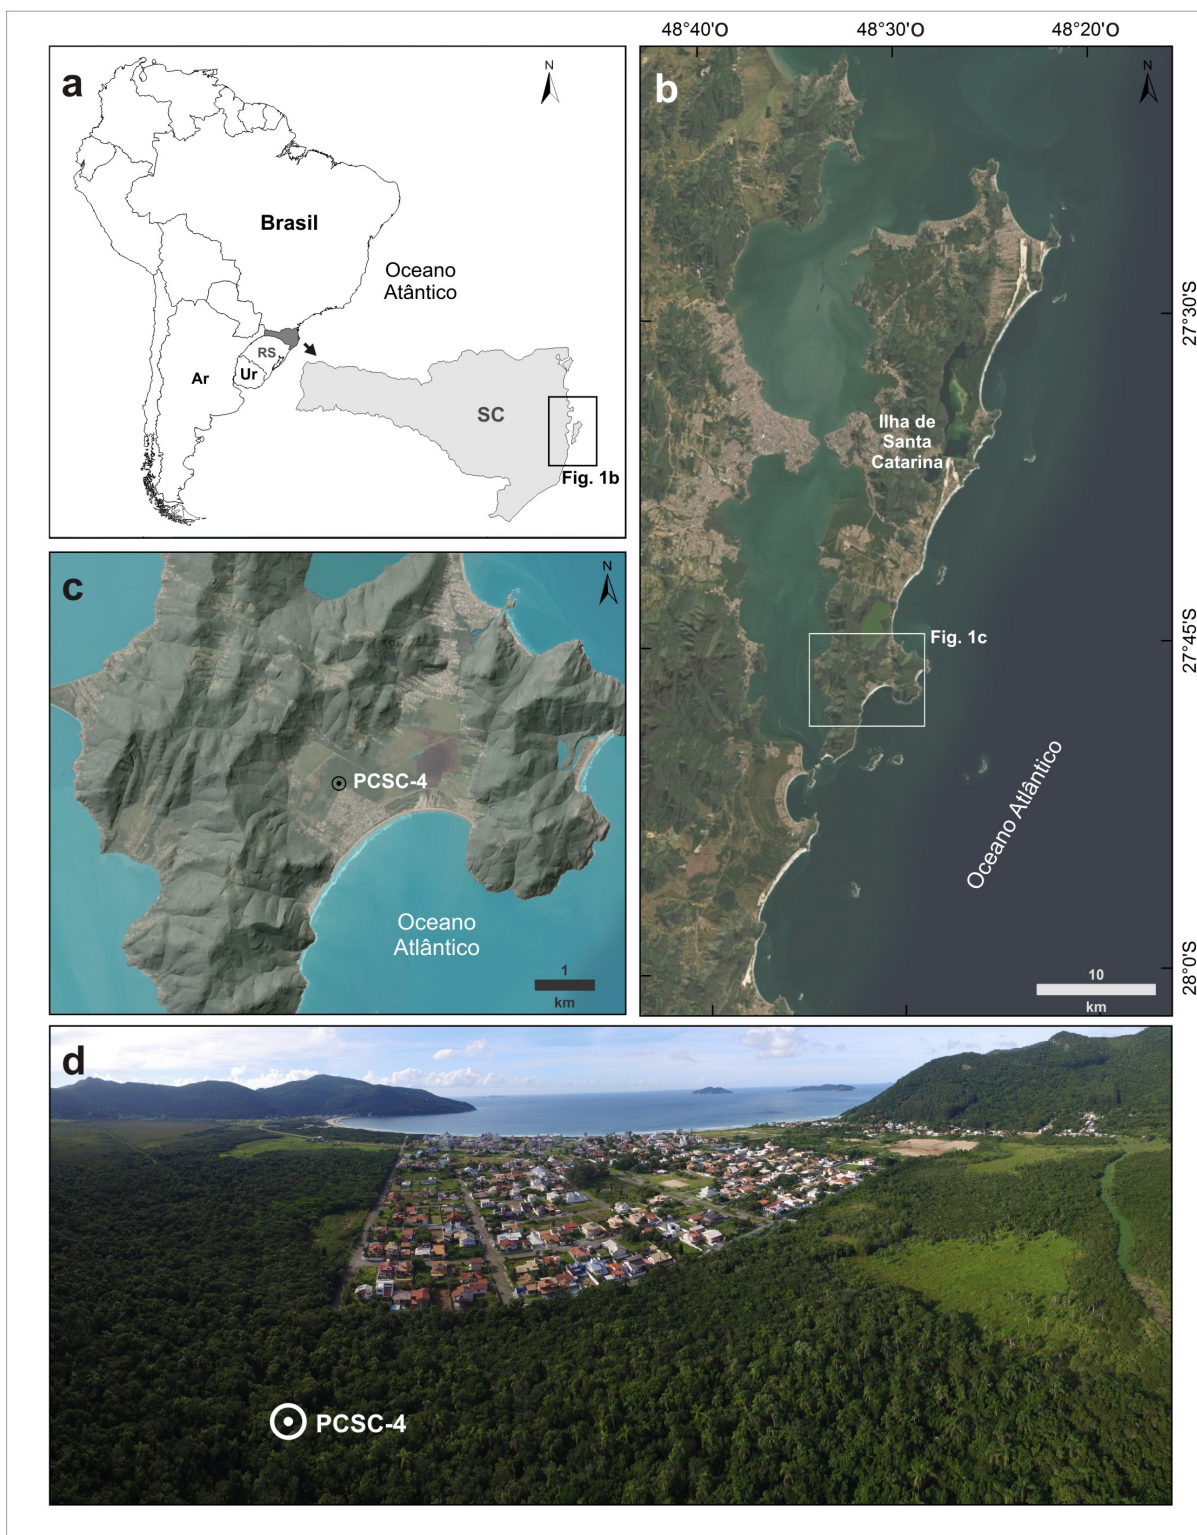 48°40'O
48°30'O
48°20'O
a
N
Brasil
Oceano
Atântico
RS
Ur
Ar
SC
Fig. 1b
b
N
27°30'S
Ilha de
Santa
Catarina
Fig. 1c
27°45'S
Oceano Atlântico
28°0'S
10
km
c
N
PCSC-4
Oceano
Atlântico
1
km
d
PCSC-4